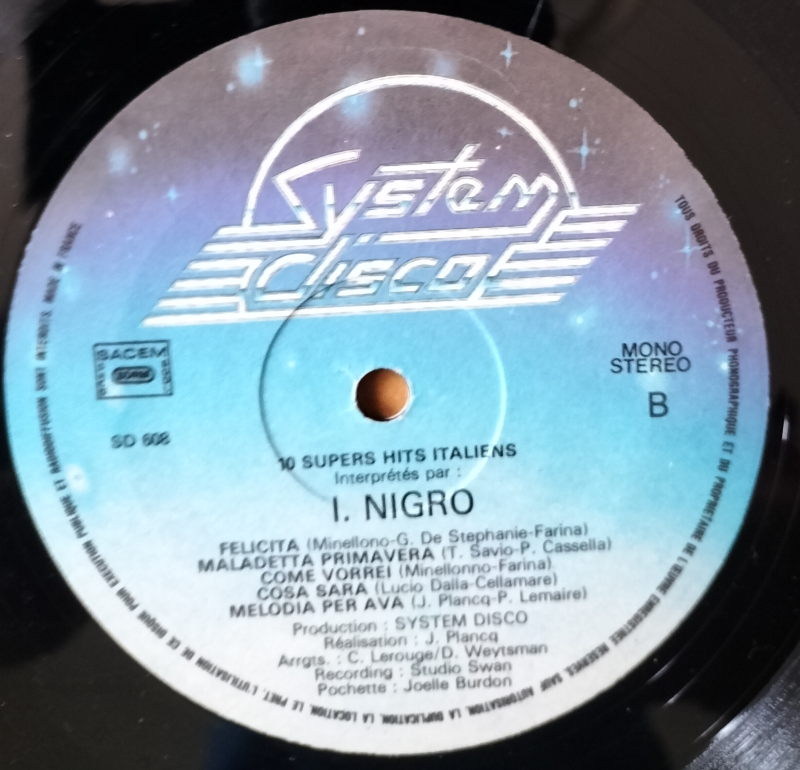 System
disco
SACEM
SDRM
SACD
MONO
STEREO
B
SD 608
10 SUPERS HITS ITALIENS
Interprétés par :
I. NIGRO
FELICITA (Minellono-G. De Stephanie-Farina)
MALADETTA PRIMAVERA (T. Savio-P. Cassella)
COME VORREI (Minellonno-Farina)
COSA SARA (Lucio Dalla-Cellamare)
MELODIA PER AVA (J. Plancq-P. Lemaire)
Production : SYSTEM DISCO
Réalisation : J. Plancq
Arrgts. : C. Lerouge/D. Weytsman
Recording : Studio Swan
Pochette : Joelle Burdon
TOUS DROITS DU PRODUCTEUR PHONOGRAPHIQUE ET DU PROPRIETAIRE DE L'ŒUVRE ENREGISTREE RESERVES. SAUF AUTORISATION, LA DUPLICATION, LA LOCATION, LE PRET, L'UTILISATION DE CE DISQUE POUR EXECUTION PUBLIQUE ET RADIODIFFUSION SONT INTERDITES. MADE IN FRANCE